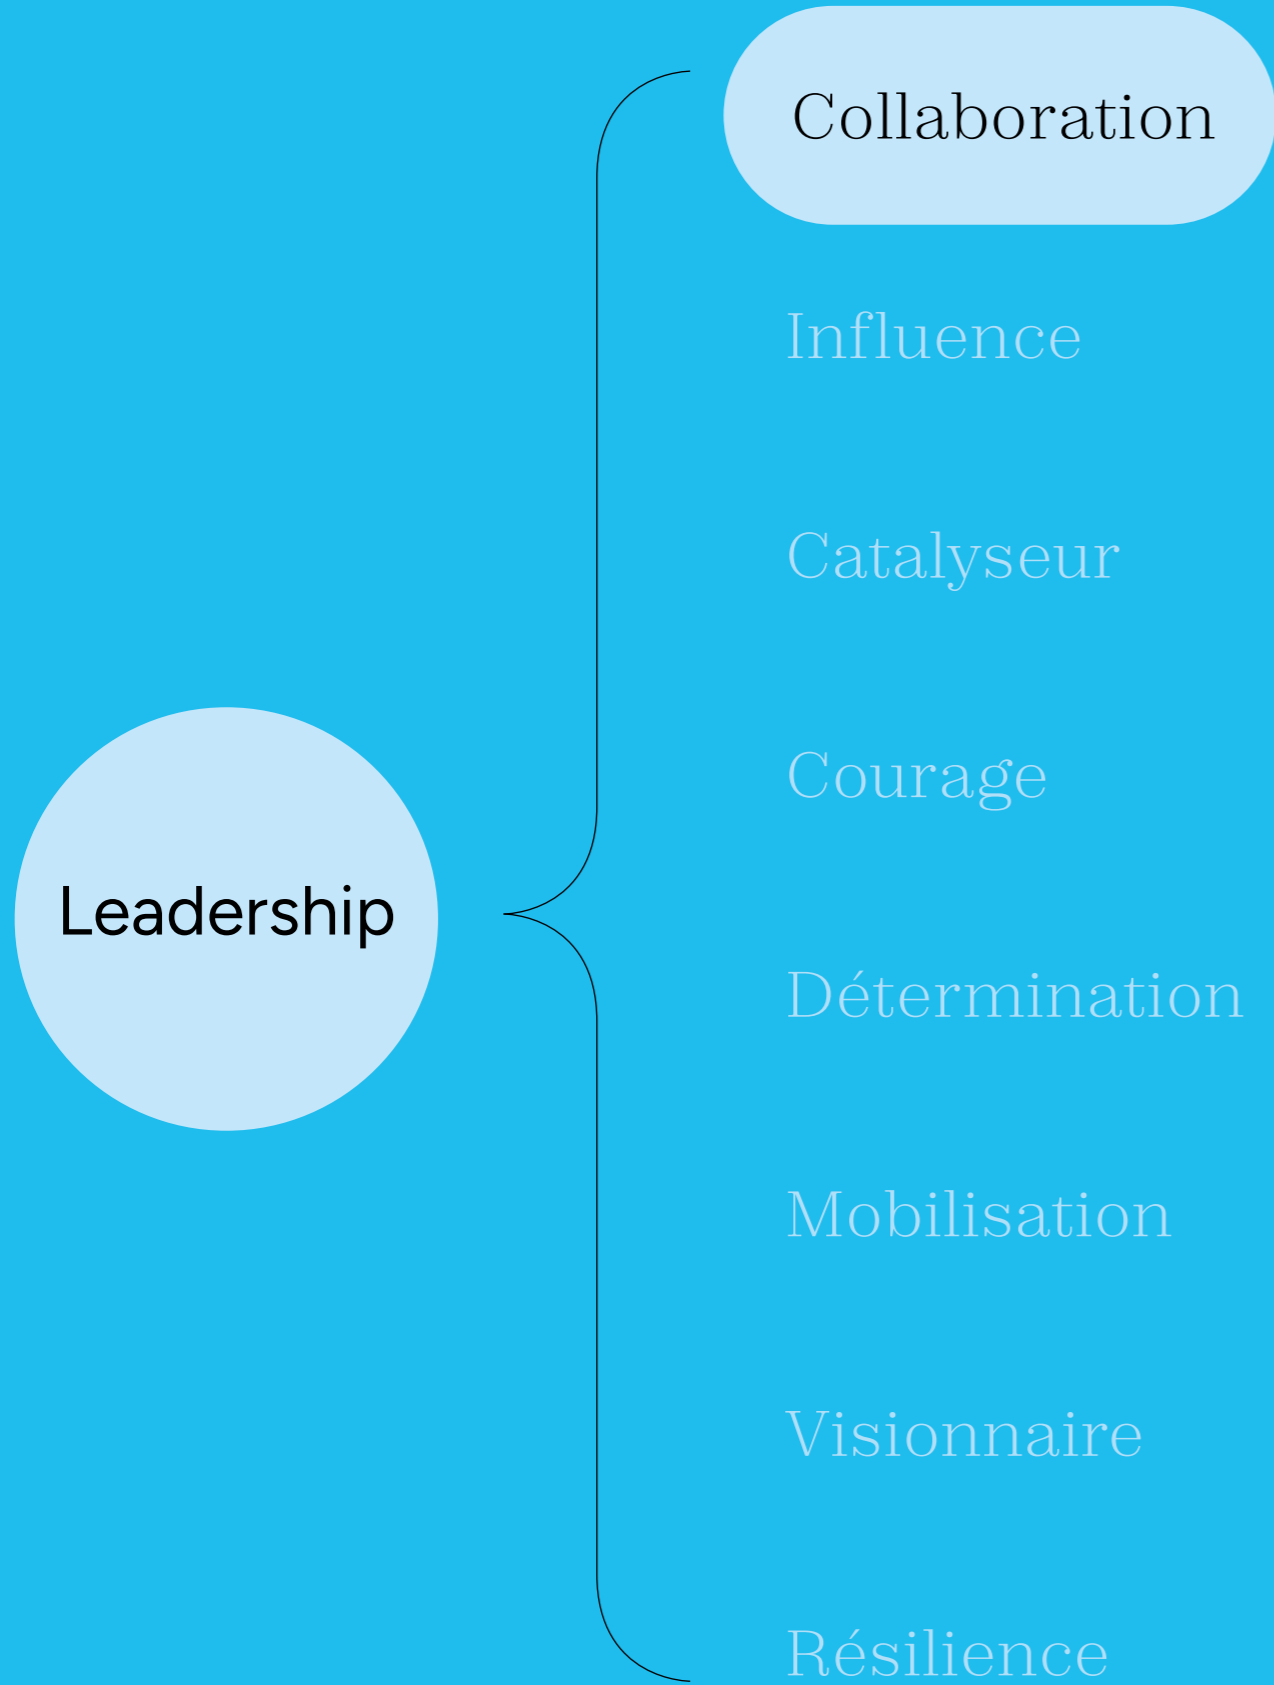 Leadership
Collaboration
Influence
Catalyseur
Courage
Détermination
Mobilisation
Visionnaire
Résilience